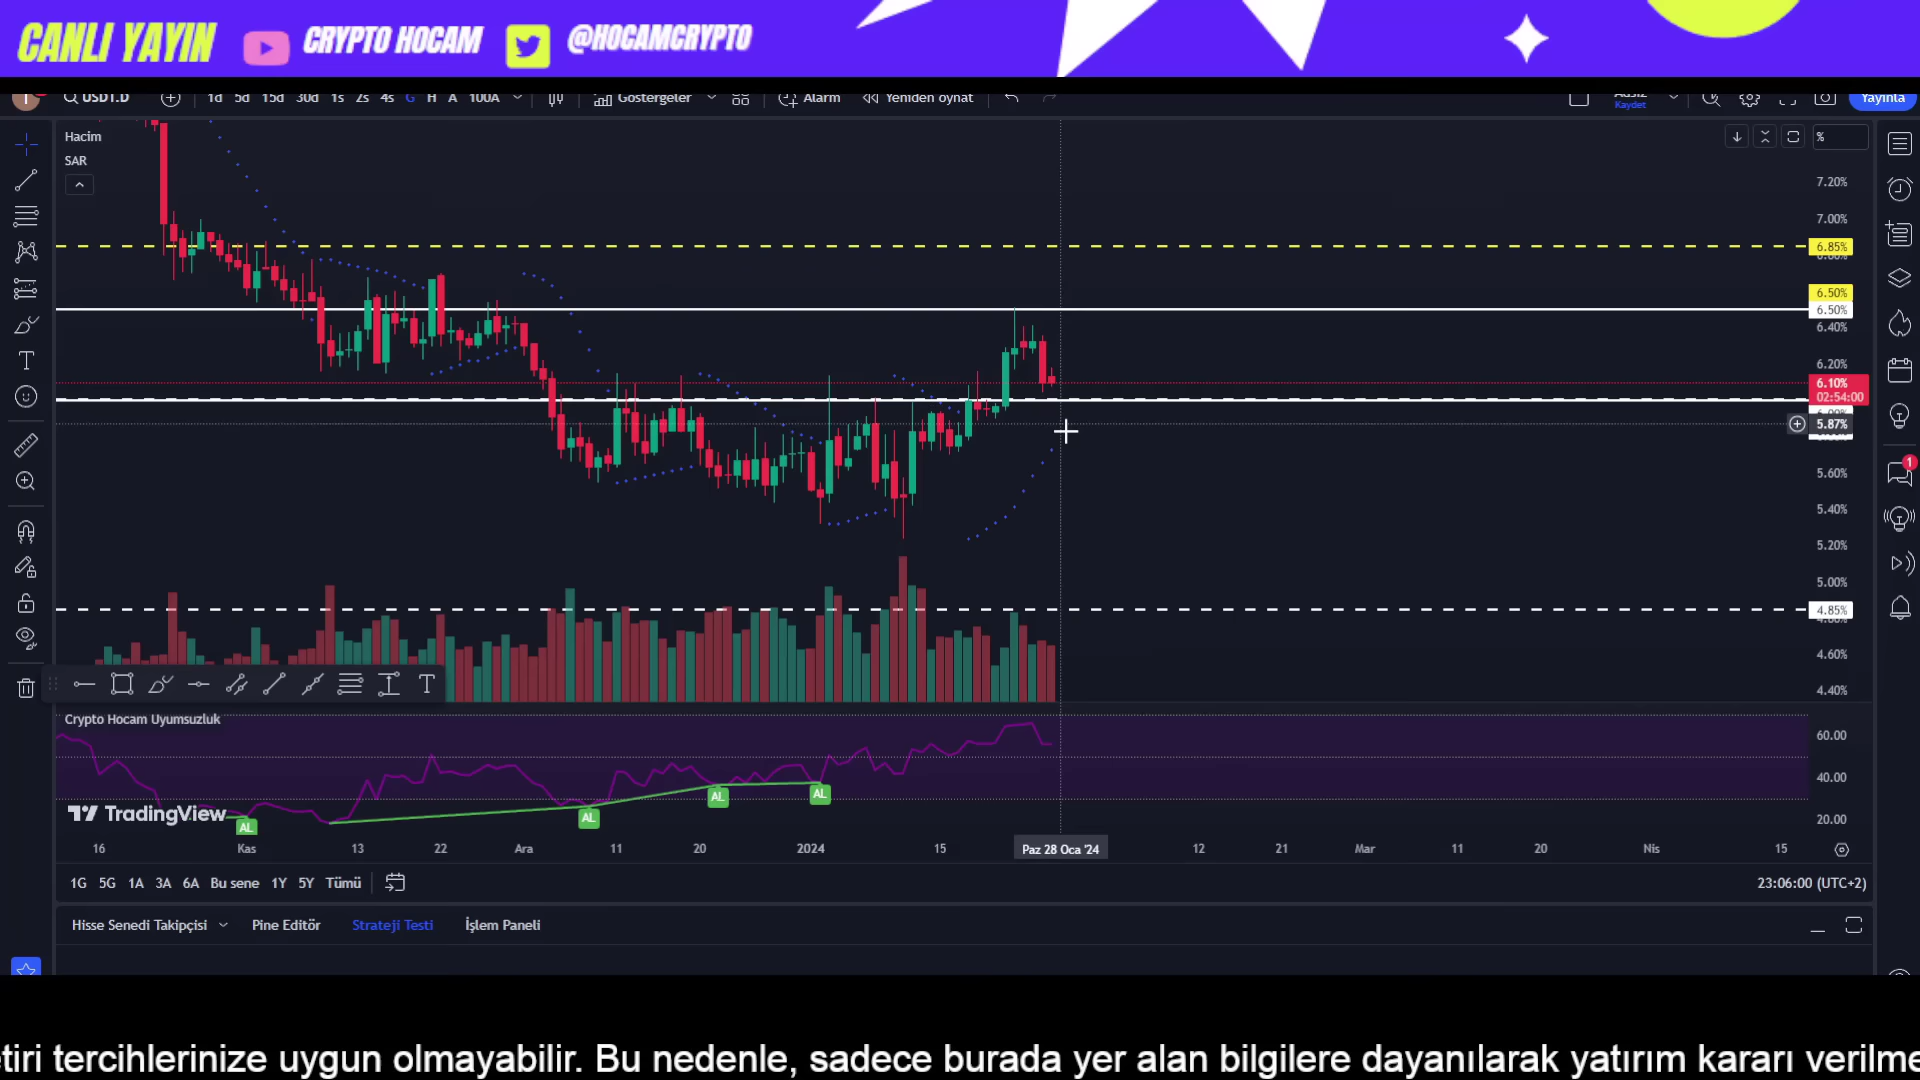 CANLI YAYIN CRYPTO HOCAM @HOCAMCRYPTO
USDT.D 1d 5d 15d 30d 1s 2s 4s G H A 100A Göstergeler Alarm Yeniden oynat Kaydet Yayınla
Hacim
SAR
%
7.20%
7.00%
6.85%
6.50%
6.50%
6.40%
6.20%
6.10%
02:54:00
5.87%
5.60%
5.40%
5.20%
5.00%
4.85%
4.60%
4.40%
1
T
Crypto Hocam Uyumsuzluk
60.00
40.00
20.00
AL AL AL AL
TradingView
16 Kas 13 22 Ara 11 20 2024 15 Paz 28 Oca '24 12 21 Mar 11 20 Nis 15
1G 5G 1A 3A 6A Bu sene 1Y 5Y Tümü 23:06:00 (UTC+2)
Hisse Senedi Takipçisi Pine Editör Strateji Testi İşlem Paneli
tiri tercihlerinize uygun olmayabilir. Bu nedenle, sadece burada yer alan bilgilere dayanılarak yatırım kararı verilme